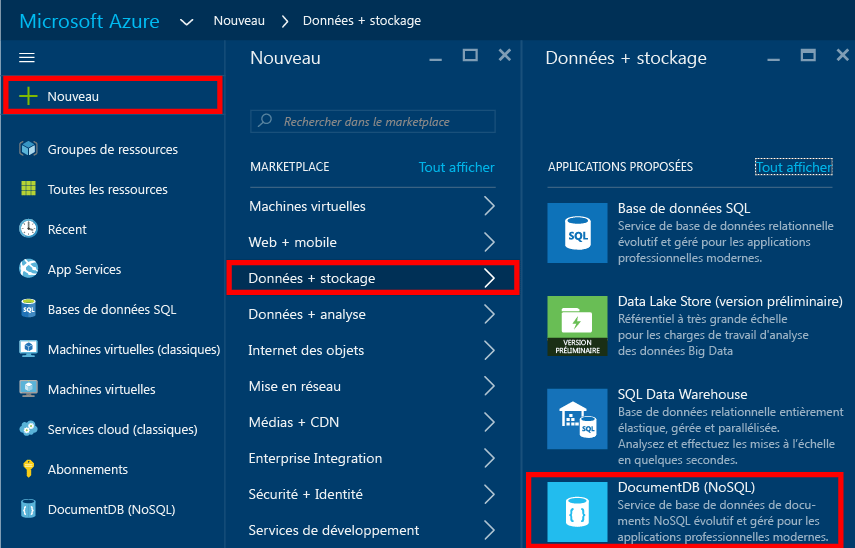 Microsoft Azure Nouveau Données + stockage
Nouveau
Groupes de ressources
Toutes les ressources
Récent
App Services
Bases de données SQL
Machines virtuelles (classiques)
Machines virtuelles
Services cloud (classiques)
Abonnements
DocumentDB (NoSQL)
Nouveau
Rechercher dans le marketplace
MARKETPLACE Tout afficher
Machines virtuelles
Web + mobile
Données + stockage
Données + analyse
Internet des objets
Mise en réseau
Médias + CDN
Enterprise Integration
Sécurité + Identité
Services de développement
Données + stockage
APPLICATIONS PROPOSÉES Tout afficher
SQL
Base de données SQL
Service de base de données relationnelle
évolutif et géré pour les applications
professionnelles modernes.
VERSION
PRÉLIMINAIRE
Data Lake Store (version préliminaire)
Référentiel à très grande échelle
pour les charges de travail d'analyse
des données Big Data
SQL
SQL Data Warehouse
Base de données relationnelle entièrement
élastique, gérée et parallélisée.
Analysez et effectuez les mises à l'échelle
en quelques secondes.
{ }
DocumentDB (NoSQL)
Service de base de données de docu-
ments NoSQL évolutif et géré pour les
applications professionnelles modernes.